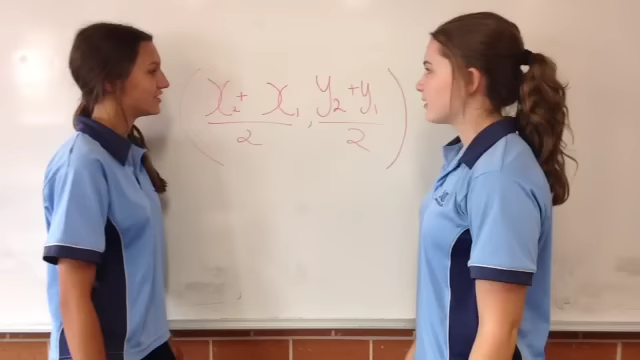 (x₂ + x₁ / 2 , y₂ + y₁ / 2)